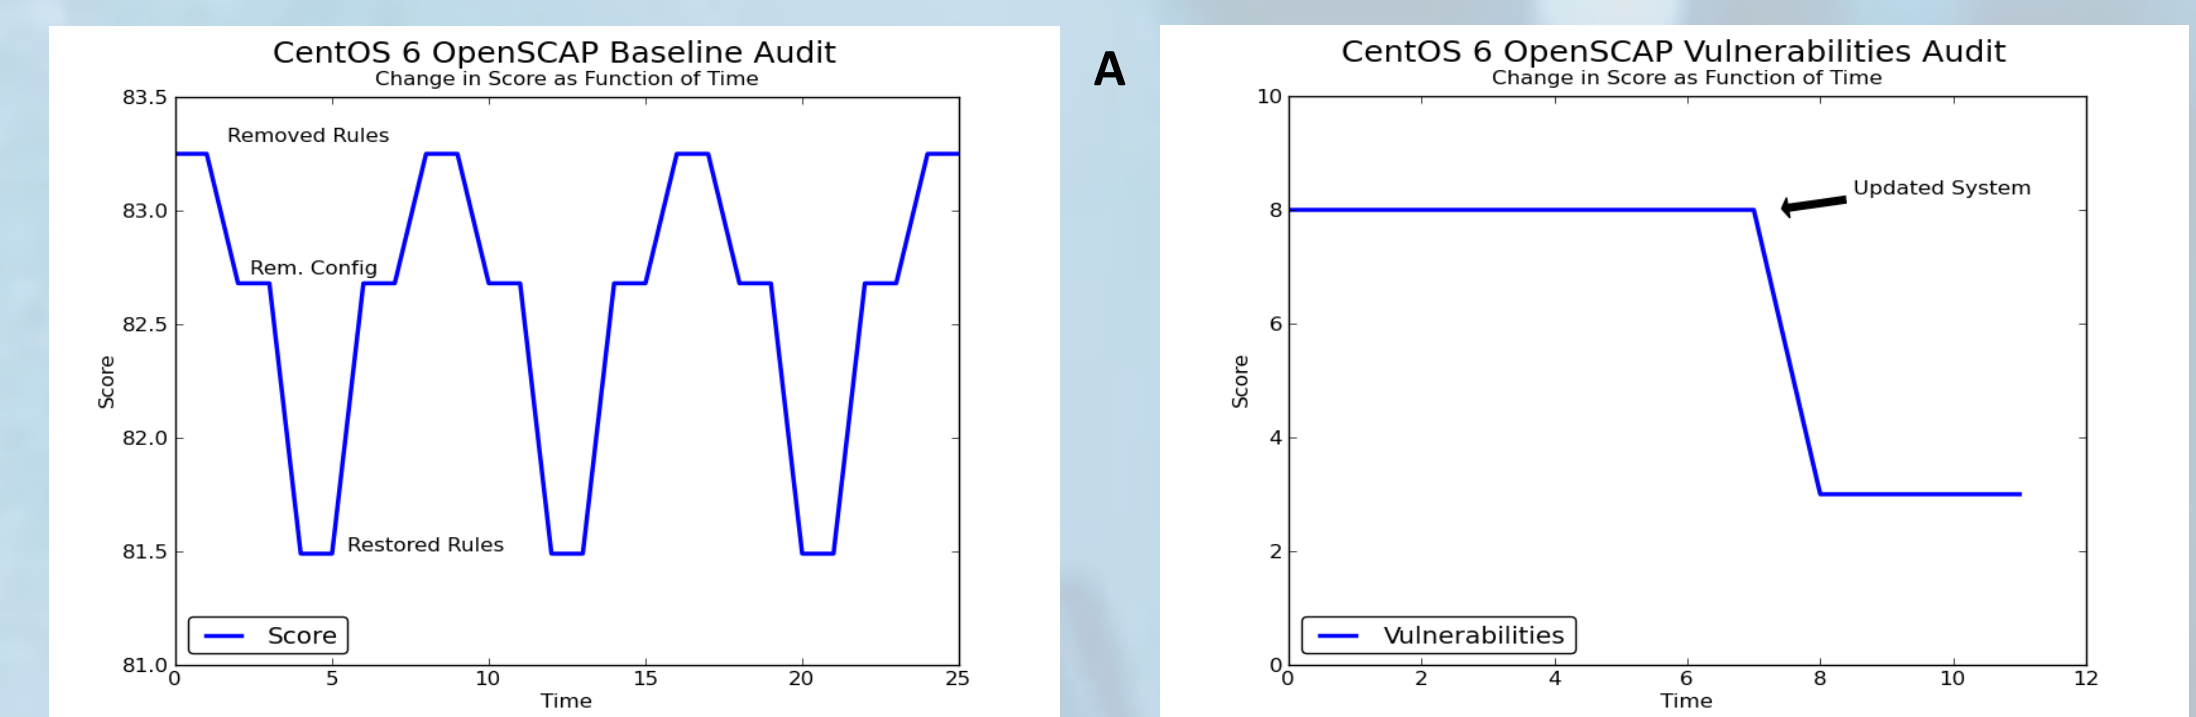 CentOS 6 OpenSCAP Baseline Audit
Change in Score as Function of Time
83.5
83.0
82.5
82.0
81.5
81.0
Score
Removed Rules
Rem. Config
Restored Rules
Score
0 5 10 15 20 25
Time
A
CentOS 6 OpenSCAP Vulnerabilities Audit
Change in Score as Function of Time
10
8
6
4
2
0
Score
Updated System
Vulnerabilities
0 2 4 6 8 10 12
Time